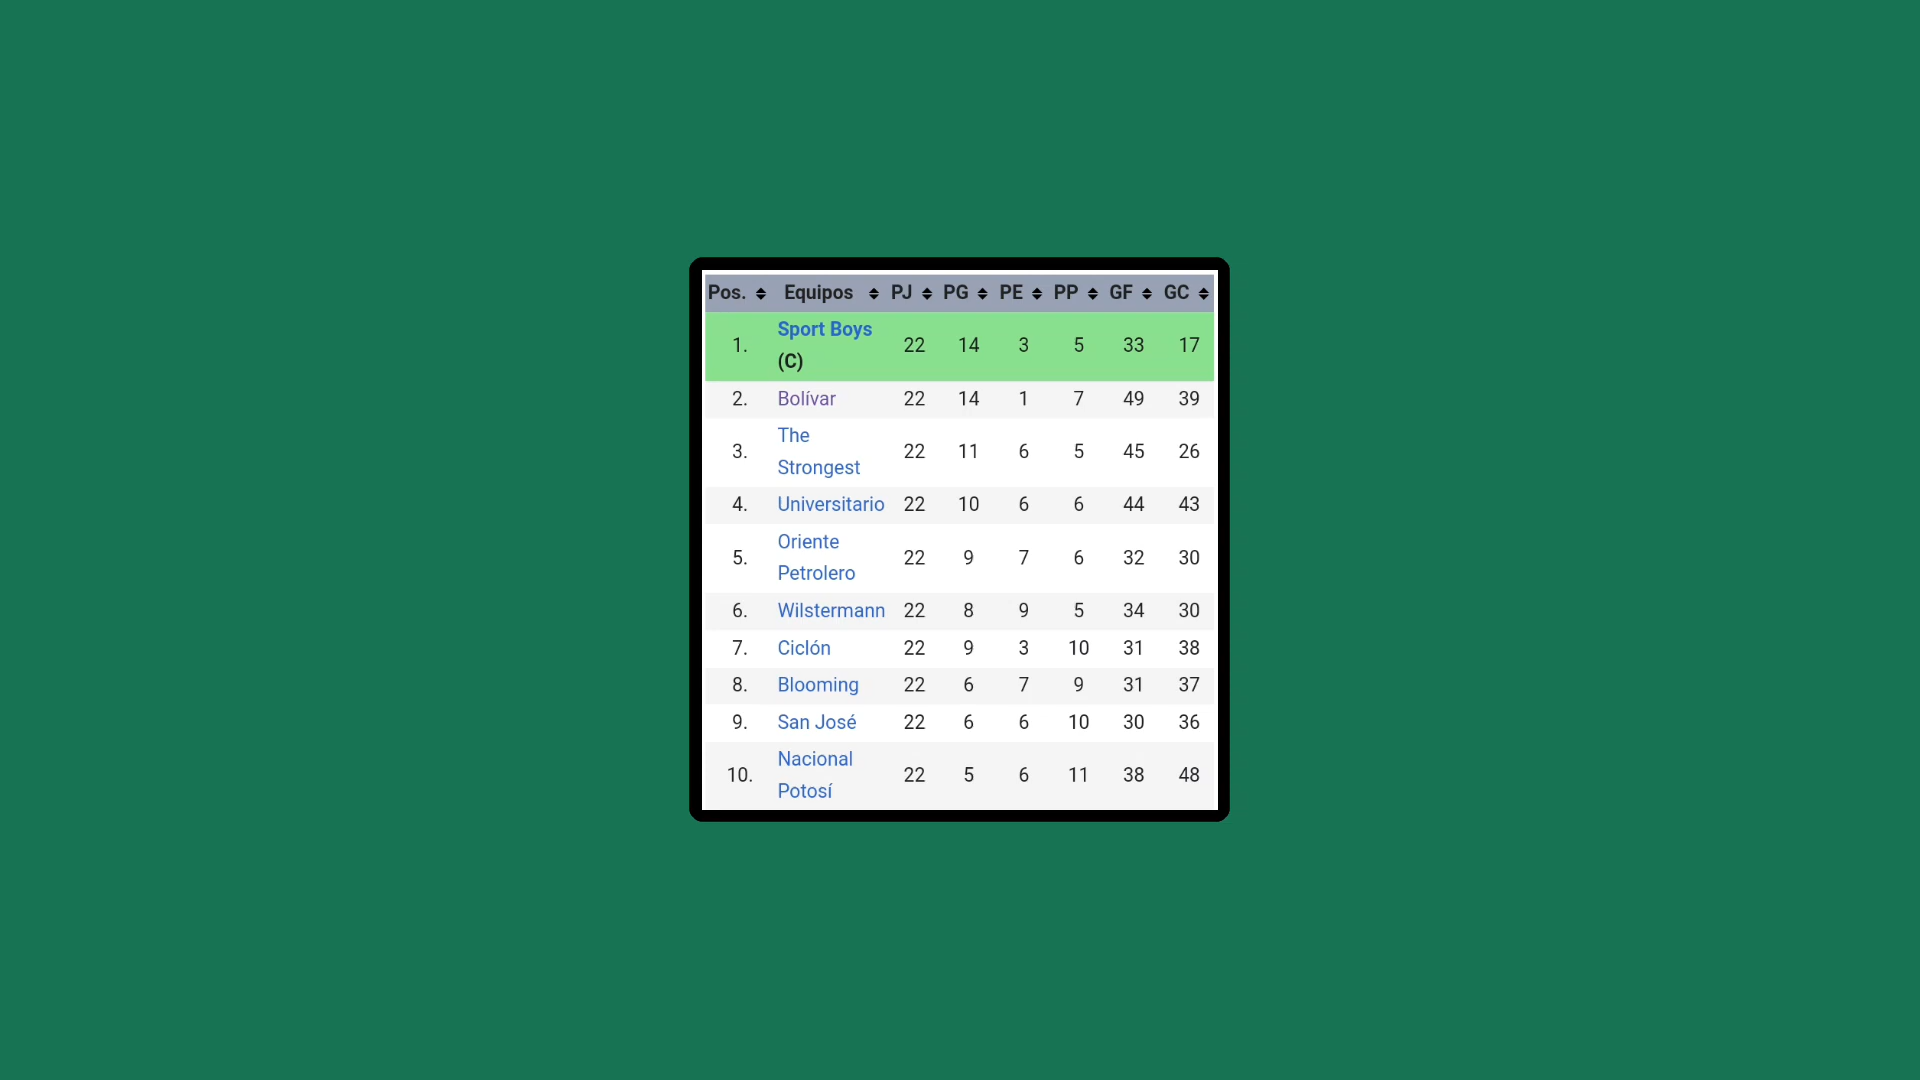 Pos. Equipos PJ PG PE PP GF GC
1. Sport Boys (C) 22 14 3 5 33 17
2. Bolívar 22 14 1 7 49 39
3. The Strongest 22 11 6 5 45 26
4. Universitario 22 10 6 6 44 43
5. Oriente Petrolero 22 9 7 6 32 30
6. Wilstermann 22 8 9 5 34 30
7. Ciclón 22 9 3 10 31 38
8. Blooming 22 6 7 9 31 37
9. San José 22 6 6 10 30 36
10. Nacional Potosí 22 5 6 11 38 48